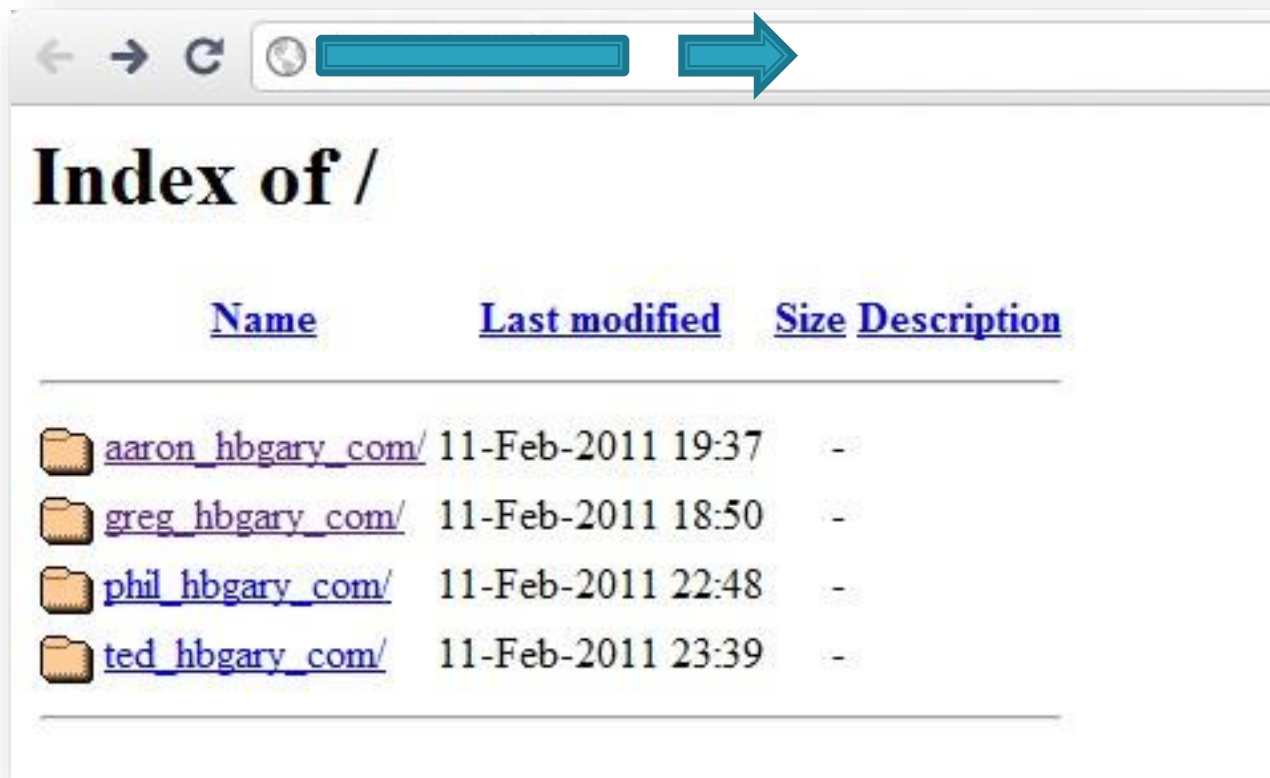 Index of /
Name Last modified Size Description
aaron_hbgary_com/ 11-Feb-2011 19:37 -
greg_hbgary_com/ 11-Feb-2011 18:50 -
phil_hbgary_com/ 11-Feb-2011 22:48 -
ted_hbgary_com/ 11-Feb-2011 23:39 -